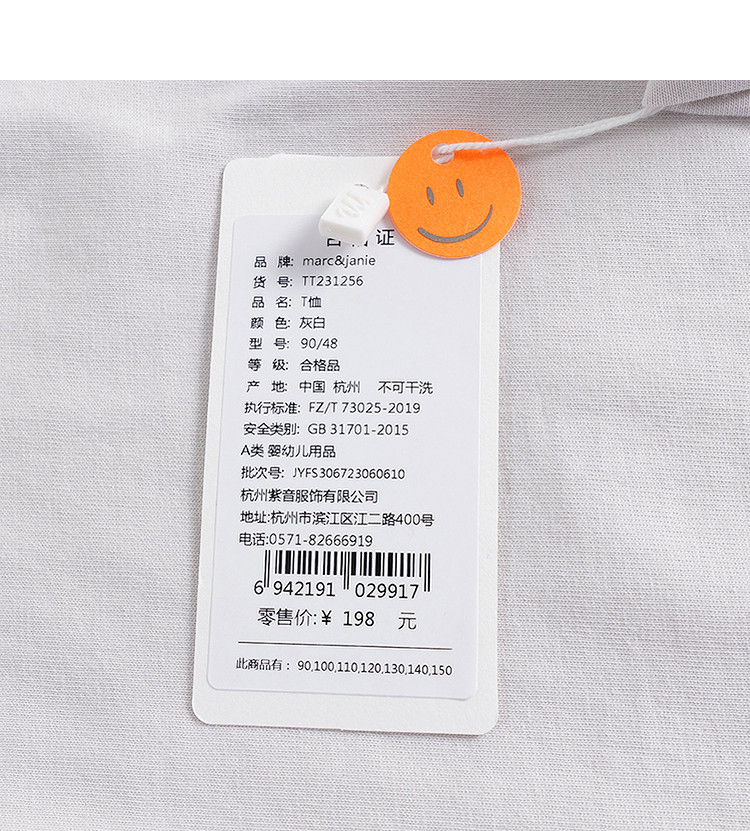 证
品 牌: marc&janie
货 号: TT231256
品 名: T恤
颜 色: 灰白
型 号: 90/48
等 级: 合格品
产 地: 中国 杭州 不可干洗
执行标准: FZ/T 73025-2019
安全类别: GB 31701-2015
A类 婴幼儿用品
批次号: JYFS306723060610
杭州紫音服饰有限公司
地址:杭州市滨江区江二路400号
电话:0571-82666919
6 942191 029917
零售价:¥ 198 元
此商品有: 90,100,110,120,130,140,150